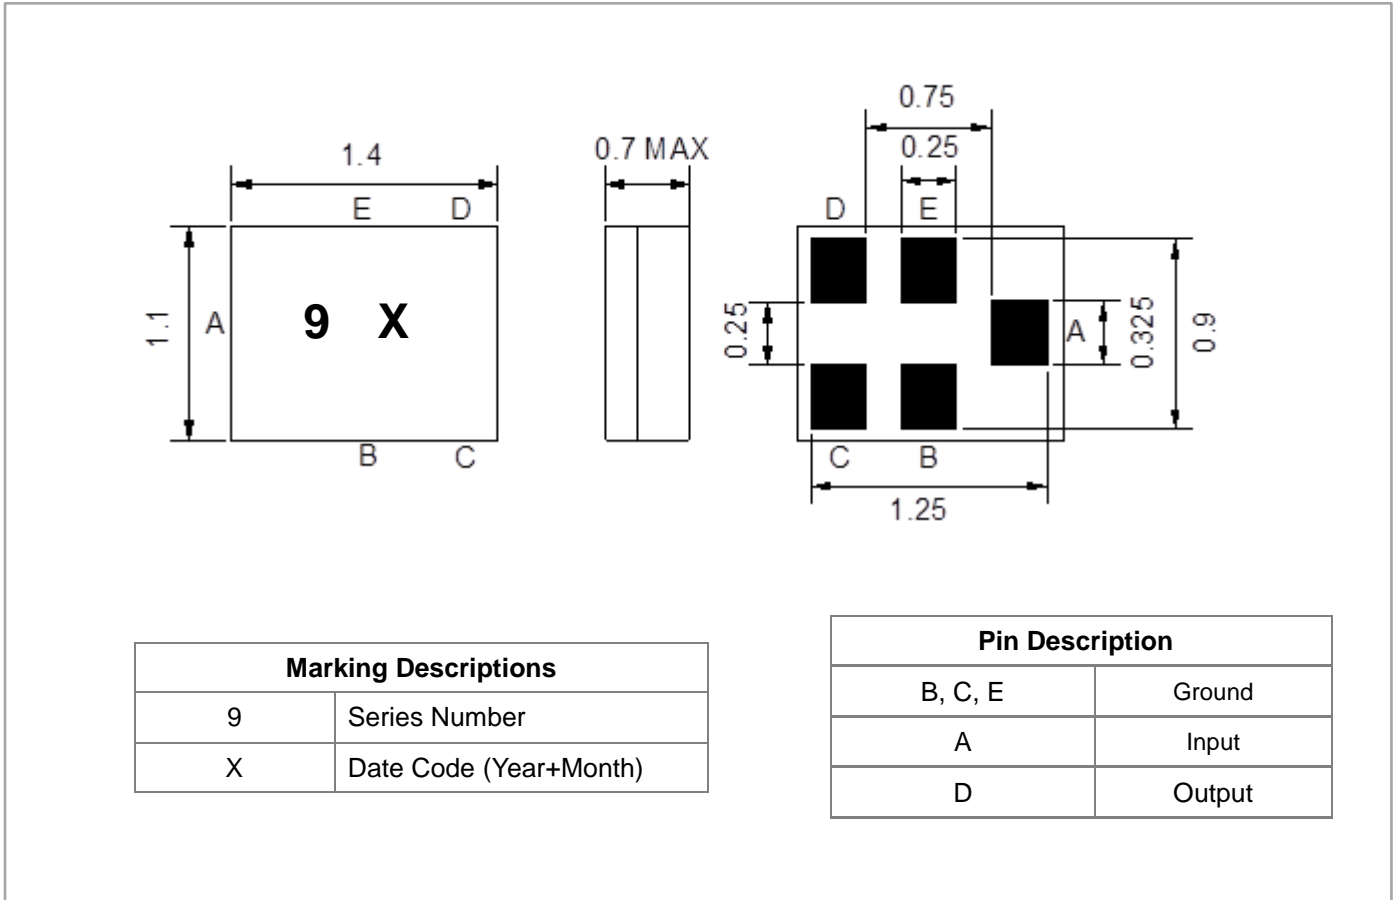 0.75
1.4
0.7 MAX
0.25
E D
D E
1.1
A
9 X
0.25
A
0.325
0.9
B C
C B
1.25
Marking Descriptions
9 Series Number
X Date Code (Year+Month)
Pin Description
B, C, E Ground
A Input
D Output